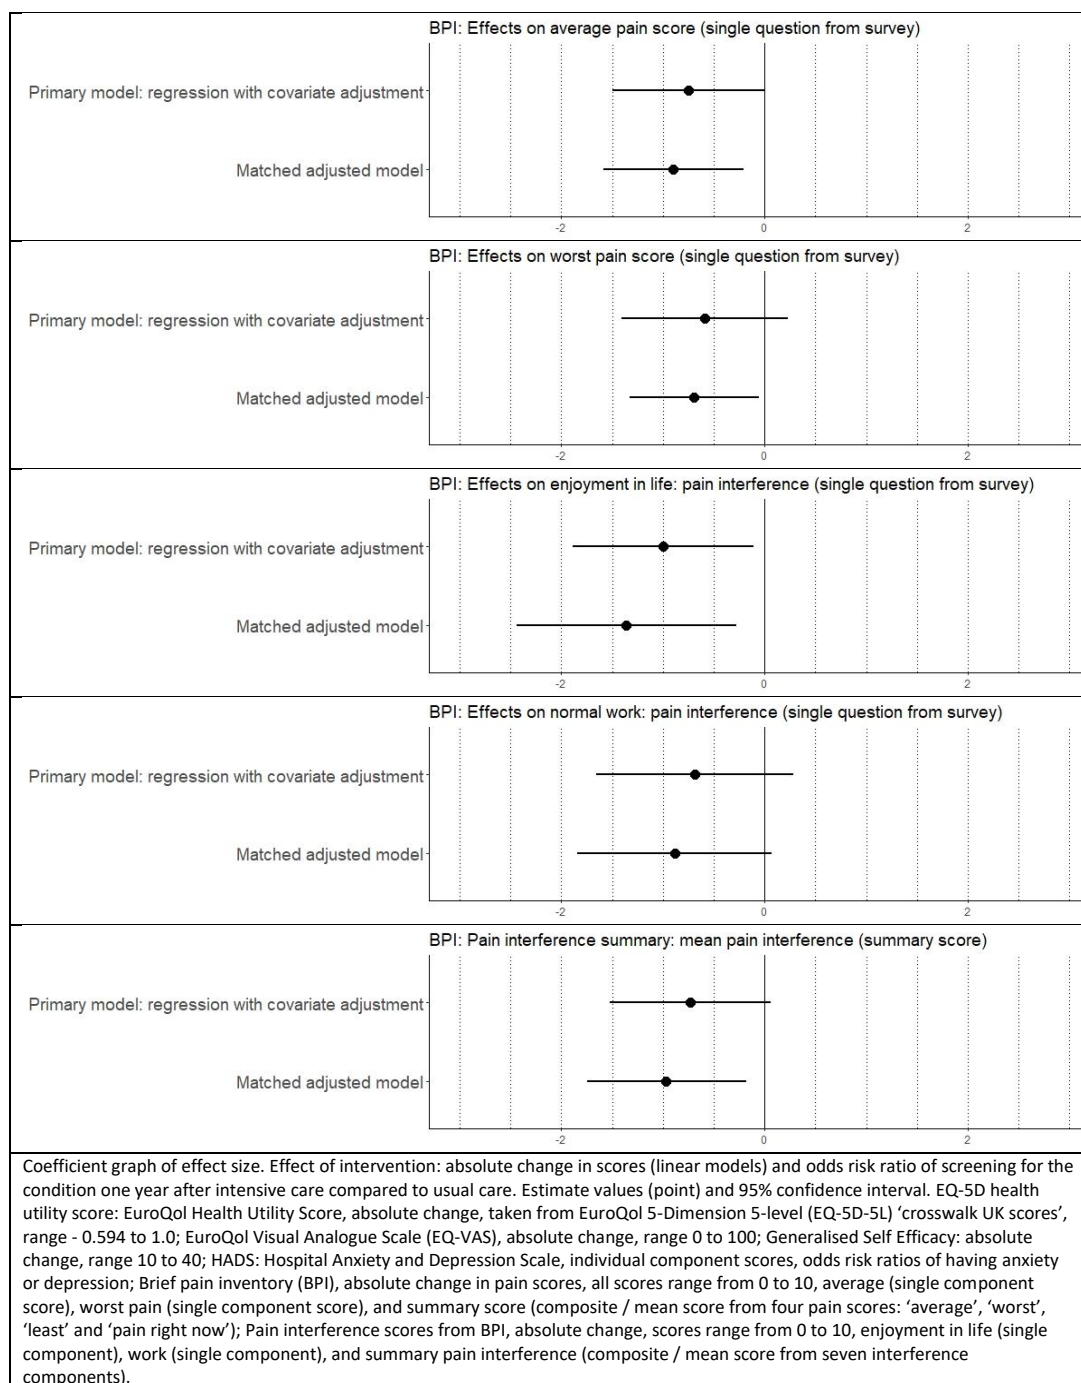 BPI: Effects on average pain score (single question from survey)
Primary model: regression with covariate adjustment
Matched adjusted model
-2 0 2
BPI: Effects on worst pain score (single question from survey)
Primary model: regression with covariate adjustment
Matched adjusted model
-2 0 2
BPI: Effects on enjoyment in life: pain interference (single question from survey)
Primary model: regression with covariate adjustment
Matched adjusted model
-2 0 2
BPI: Effects on normal work: pain interference (single question from survey)
Primary model: regression with covariate adjustment
Matched adjusted model
-2 0 2
BPI: Pain interference summary: mean pain interference (summary score)
Primary model: regression with covariate adjustment
Matched adjusted model
-2 0 2
Coefficient graph of effect size. Effect of intervention: absolute change in scores (linear models) and odds risk ratio of screening for the
condition one year after intensive care compared to usual care. Estimate values (point) and 95% confidence interval. EQ-5D health
utility score: EuroQol Health Utility Score, absolute change, taken from EuroQol 5-Dimension 5-level (EQ-5D-5L) ‘crosswalk UK scores’,
range - 0.594 to 1.0; EuroQol Visual Analogue Scale (EQ-VAS), absolute change, range 0 to 100; Generalised Self Efficacy: absolute
change, range 10 to 40; HADS: Hospital Anxiety and Depression Scale, individual component scores, odds risk ratios of having anxiety
or depression; Brief pain inventory (BPI), absolute change in pain scores, all scores range from 0 to 10, average (single component
score), worst pain (single component score), and summary score (composite / mean score from four pain scores: ‘average’, ‘worst’,
‘least’ and ‘pain right now’); Pain interference scores from BPI, absolute change, scores range from 0 to 10, enjoyment in life (single
component), work (single component), and summary pain interference (composite / mean score from seven interference
components).